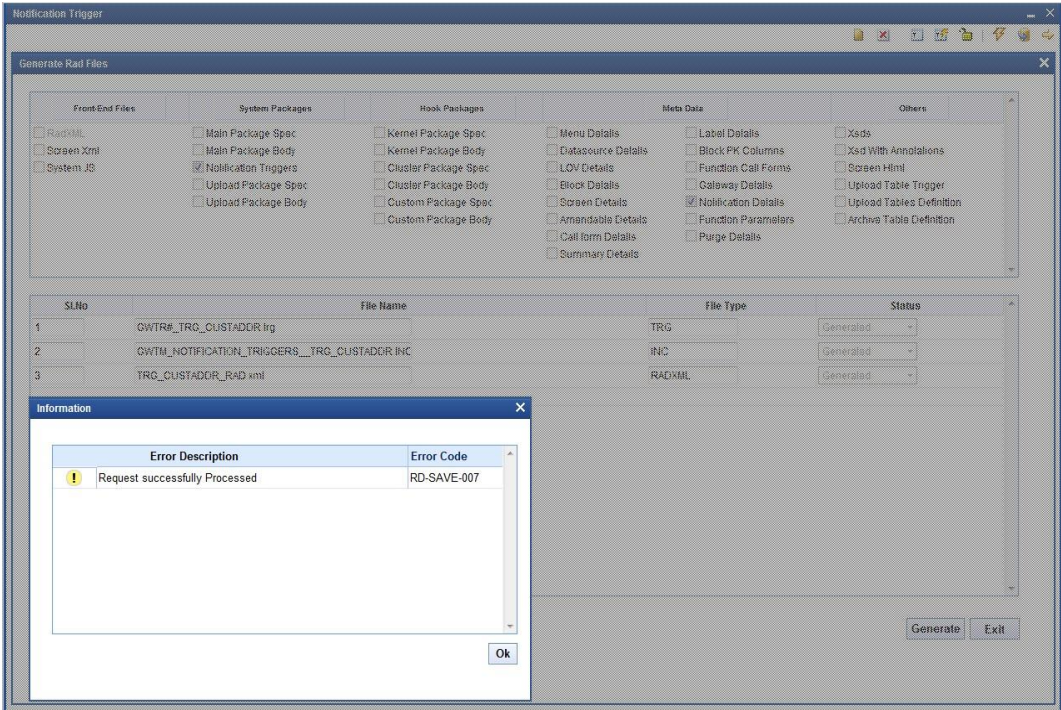 Notification Trigger
Generate Rad Files
Front-End Files System Packages Hook Packages Meta Data Others
RadXML Main Package Spec Kernel Package Spec Menu Details Label Details Xsds
Screen Xml Main Package Body Kernel Package Body Datasource Details Block PK Columns Xsd With Annotations
System JS Notification Triggers Cluster Package Spec LOV Details Function Call Forms Screen Html
Upload Package Spec Cluster Package Body Block Details Gateway Details Upload Table Trigger
Upload Package Body Custom Package Spec Screen Details Notification Details Upload Tables Definition
Custom Package Body Amendable Details Function Parameters Archive Table Definition
Call form Details Purge Details
Summary Details
Sl.No File Name File Type Status
1 GWTR#_TRG_CUSTADDR.trg TRG Generated
2 GWTM_NOTIFICATION_TRIGGERS__TRG_CUSTADDR.INC INC Generated
3 TRG_CUSTADDR_RAD.xml RADXML Generated
Information
Error Description Error Code
Request successfully Processed RD-SAVE-007
Ok
Generate Exit